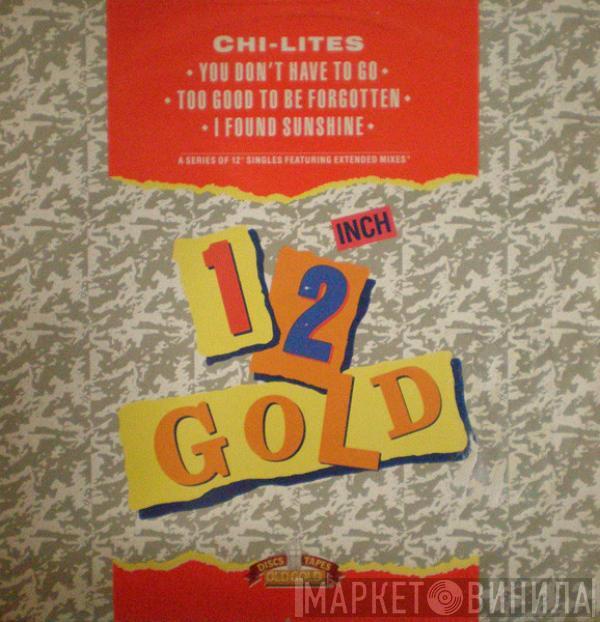 CHI-LITES
• YOU DON'T HAVE TO GO •
• TOO GOOD TO BE FORGOTTEN •
• I FOUND SUNSHINE •
A SERIES OF 12" SINGLES FEATURING EXTENDED MIXES*
INCH
12
GOLD
DISCS TAPES
OLD GOLD
МАРКЕТ ВИНИЛА